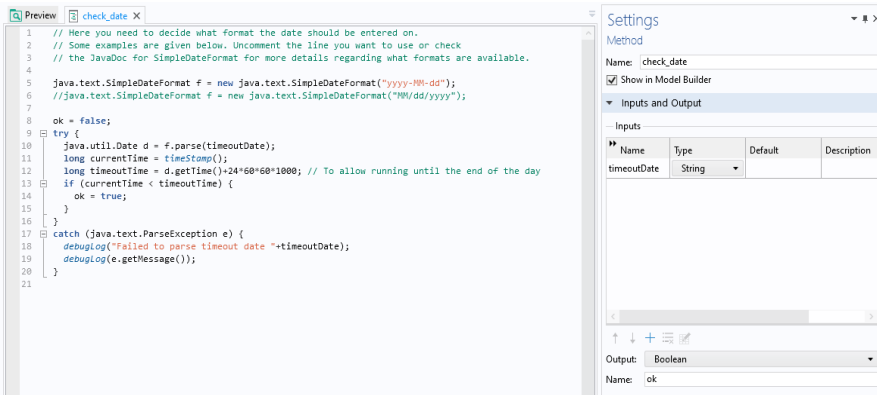 Preview check_date
1 // Here you need to decide what format the date should be entered on.
2 // Some examples are given below. Uncomment the line you want to use or check
3 // the JavaDoc for SimpleDateFormat for more details regarding what formats are available.
4
5 java.text.SimpleDateFormat f = new java.text.SimpleDateFormat("yyyy-MM-dd");
6 //java.text.SimpleDateFormat f = new java.text.SimpleDateFormat("MM/dd/yyyy");
7
8 ok = false;
9 try {
10 java.util.Date d = f.parse(timeoutDate);
11 long currentTime = timeStamp();
12 long timeoutTime = d.getTime()+24*60*60*1000; // To allow running until the end of the day
13 if (currentTime < timeoutTime) {
14 ok = true;
15 }
16 }
17 catch (java.text.ParseException e) {
18 debugLog("Failed to parse timeout date "+timeoutDate);
19 debugLog(e.getMessage());
20 }
21
Settings
Method
Name: check_date
Show in Model Builder
Inputs and Output
Inputs
Name Type Default Description
timeoutDate String
Output: Boolean
Name: ok